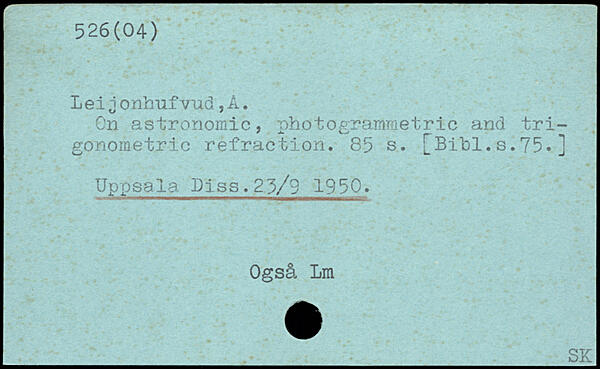 526(04)
Leijonhufvud,A.
On astronomic, photogrammetric and tri-
gonometric refraction. 85 s. [Bibl.s.75.]
Uppsala Diss.23/9 1950.
Også Lm
SK